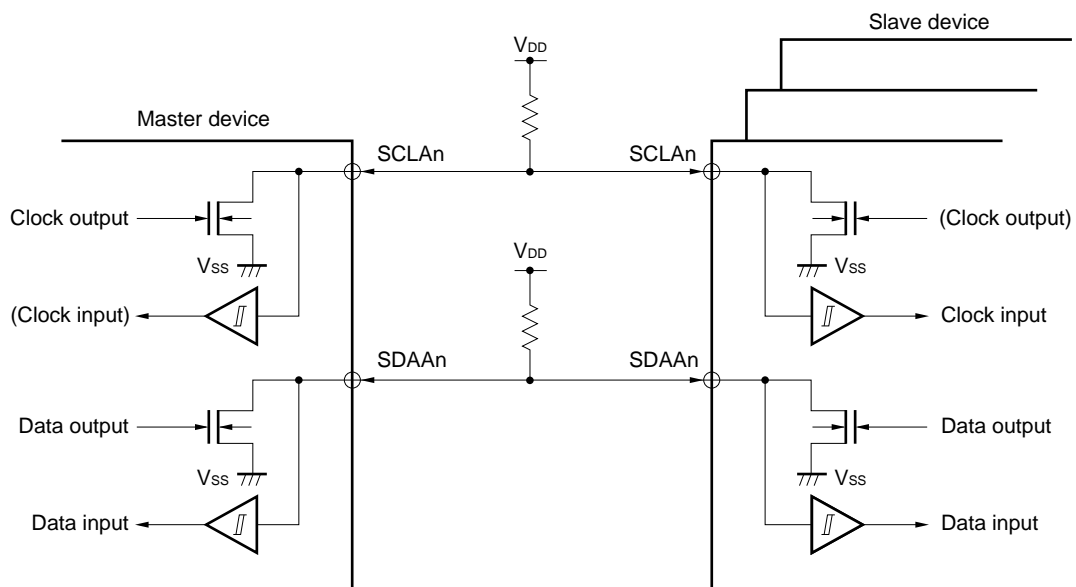 Slave device
VDD
Master device
SCLAn
SCLAn
Clock output
(Clock output)
VSS
VSS
VDD
(Clock input)
Clock input
SDAAn
SDAAn
Data output
Data output
VSS
VSS
Data input
Data input